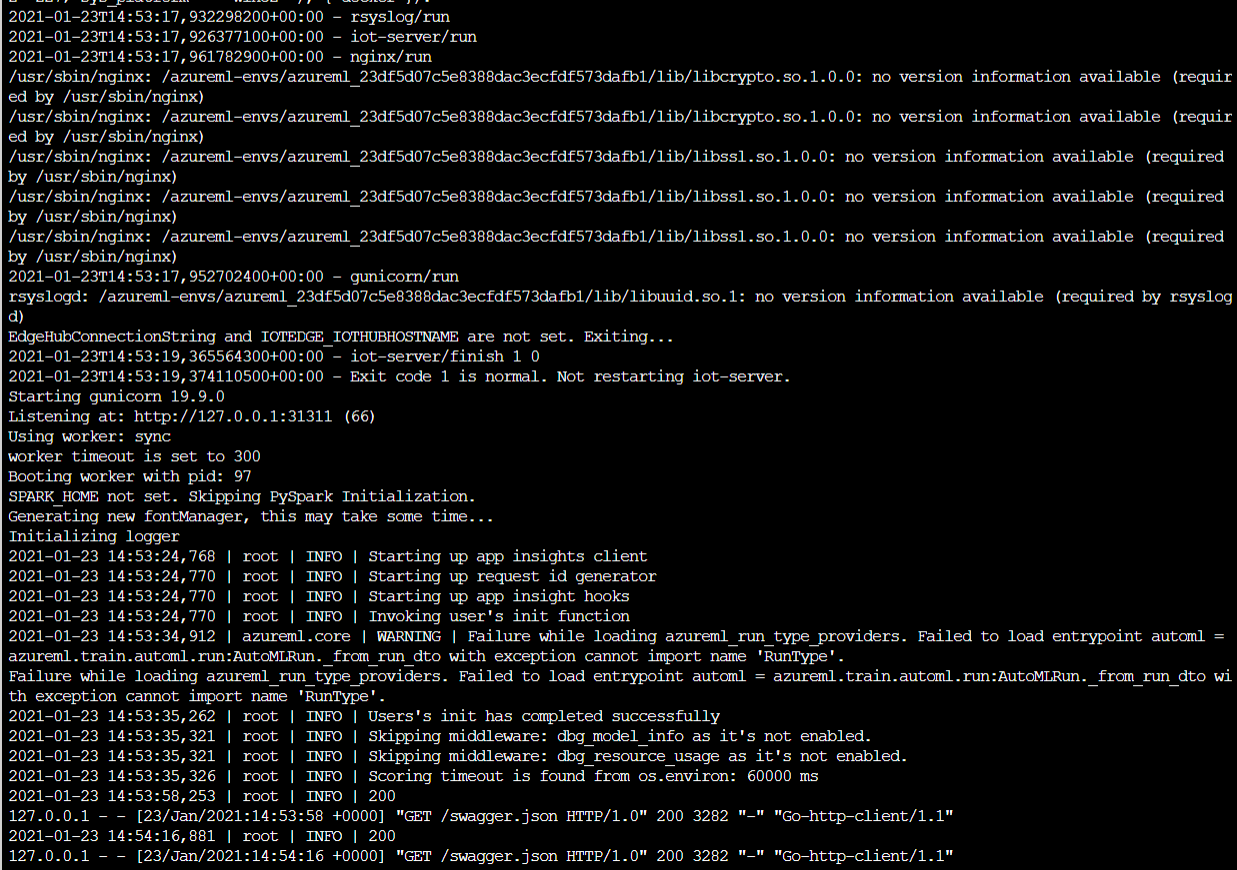 2021-01-23T14:53:17,932298200+00:00 - rsyslog/run
2021-01-23T14:53:17,926377100+00:00 - iot-server/run
2021-01-23T14:53:17,961782900+00:00 - nginx/run
/usr/sbin/nginx: /azureml-envs/azureml_23df5d07c5e8388dac3ecfdf573dafb1/lib/libcrypto.so.1.0.0: no version information available (requir
ed by /usr/sbin/nginx)
/usr/sbin/nginx: /azureml-envs/azureml_23df5d07c5e8388dac3ecfdf573dafb1/lib/libcrypto.so.1.0.0: no version information available (requir
ed by /usr/sbin/nginx)
/usr/sbin/nginx: /azureml-envs/azureml_23df5d07c5e8388dac3ecfdf573dafb1/lib/libssl.so.1.0.0: no version information available (required
by /usr/sbin/nginx)
/usr/sbin/nginx: /azureml-envs/azureml_23df5d07c5e8388dac3ecfdf573dafb1/lib/libssl.so.1.0.0: no version information available (required
by /usr/sbin/nginx)
/usr/sbin/nginx: /azureml-envs/azureml_23df5d07c5e8388dac3ecfdf573dafb1/lib/libssl.so.1.0.0: no version information available (required
by /usr/sbin/nginx)
2021-01-23T14:53:17,952702400+00:00 - gunicorn/run
rsyslogd: /azureml-envs/azureml_23df5d07c5e8388dac3ecfdf573dafb1/lib/libuuid.so.1: no version information available (required by rsyslog
d)
EdgeHubConnectionString and IOTEDGE_IOTHUBHOSTNAME are not set. Exiting...
2021-01-23T14:53:19,365564300+00:00 - iot-server/finish 1 0
2021-01-23T14:53:19,374110500+00:00 - Exit code 1 is normal. Not restarting iot-server.
Starting gunicorn 19.9.0
Listening at: http://127.0.0.1:31311 (66)
Using worker: sync
worker timeout is set to 300
Booting worker with pid: 97
SPARK_HOME not set. Skipping PySpark Initialization.
Generating new fontManager, this may take some time...
Initializing logger
2021-01-23 14:53:24,768 | root | INFO | Starting up app insights client
2021-01-23 14:53:24,770 | root | INFO | Starting up request id generator
2021-01-23 14:53:24,770 | root | INFO | Starting up app insight hooks
2021-01-23 14:53:24,770 | root | INFO | Invoking user's init function
2021-01-23 14:53:34,912 | azureml.core | WARNING | Failure while loading azureml_run_type_providers. Failed to load entrypoint automl =
azureml.train.automl.run:AutoMLRun._from_run_dto with exception cannot import name 'RunType'.
Failure while loading azureml_run_type_providers. Failed to load entrypoint automl = azureml.train.automl.run:AutoMLRun._from_run_dto wi
th exception cannot import name 'RunType'.
2021-01-23 14:53:35,262 | root | INFO | Users's init has completed successfully
2021-01-23 14:53:35,321 | root | INFO | Skipping middleware: dbg_model_info as it's not enabled.
2021-01-23 14:53:35,321 | root | INFO | Skipping middleware: dbg_resource_usage as it's not enabled.
2021-01-23 14:53:35,326 | root | INFO | Scoring timeout is found from os.environ: 60000 ms
2021-01-23 14:53:58,253 | root | INFO | 200
127.0.0.1 - - [23/Jan/2021:14:53:58 +0000] "GET /swagger.json HTTP/1.0" 200 3282 "-" "Go-http-client/1.1"
2021-01-23 14:54:16,881 | root | INFO | 200
127.0.0.1 - - [23/Jan/2021:14:54:16 +0000] "GET /swagger.json HTTP/1.0" 200 3282 "-" "Go-http-client/1.1"